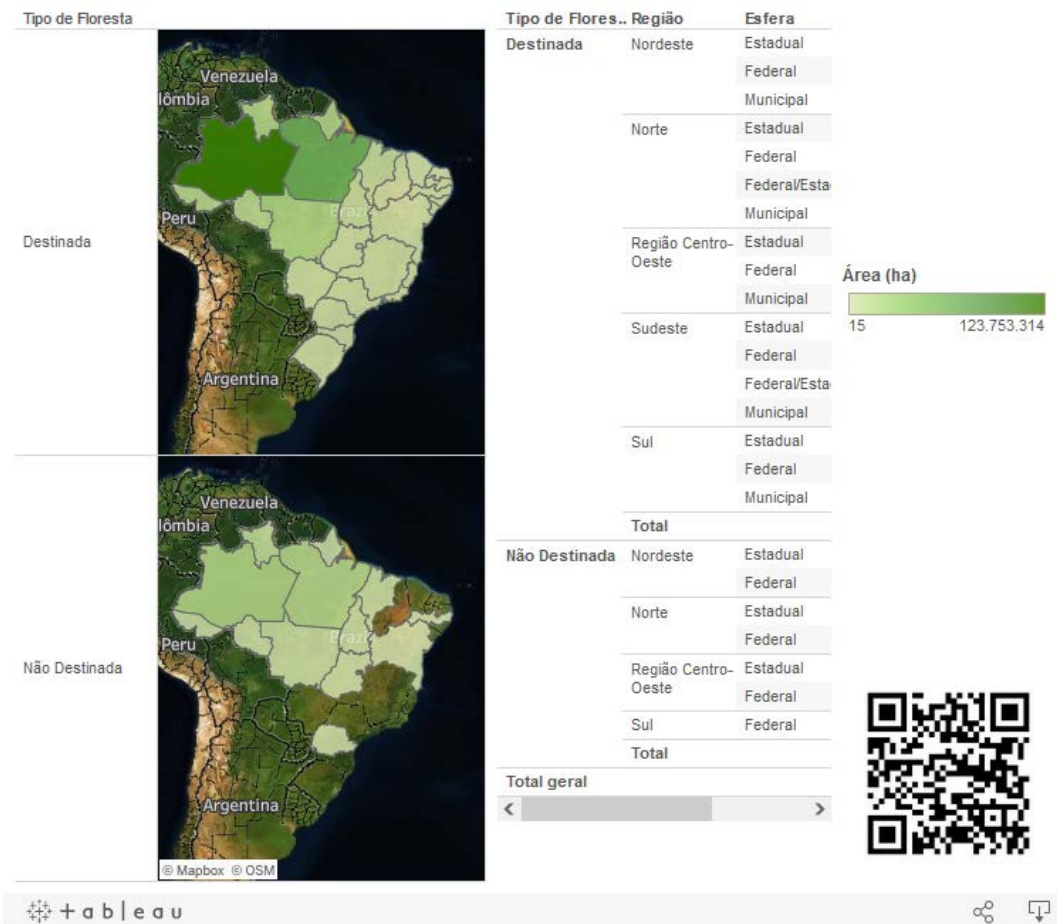 Tipo de Floresta
Destinada
Venezuela
lômbia
Peru
Brazil
Argentina
Não Destinada
Venezuela
lômbia
Peru
Brazil
Argentina
© Mapbox © OSM
Tipo de Flores.. Região Esfera
Destinada Nordeste Estadual
Federal
Municipal
Norte Estadual
Federal
Federal/Esta
Municipal
Região Centro-Oeste Estadual
Federal
Municipal
Sudeste Estadual
Federal
Federal/Esta
Municipal
Sul Estadual
Federal
Municipal
Total
Não Destinada Nordeste Estadual
Federal
Norte Estadual
Federal
Região Centro-Oeste Estadual
Federal
Sul Federal
Total
Total geral
Área (ha)
15 123.753.314
+ a b l e a u